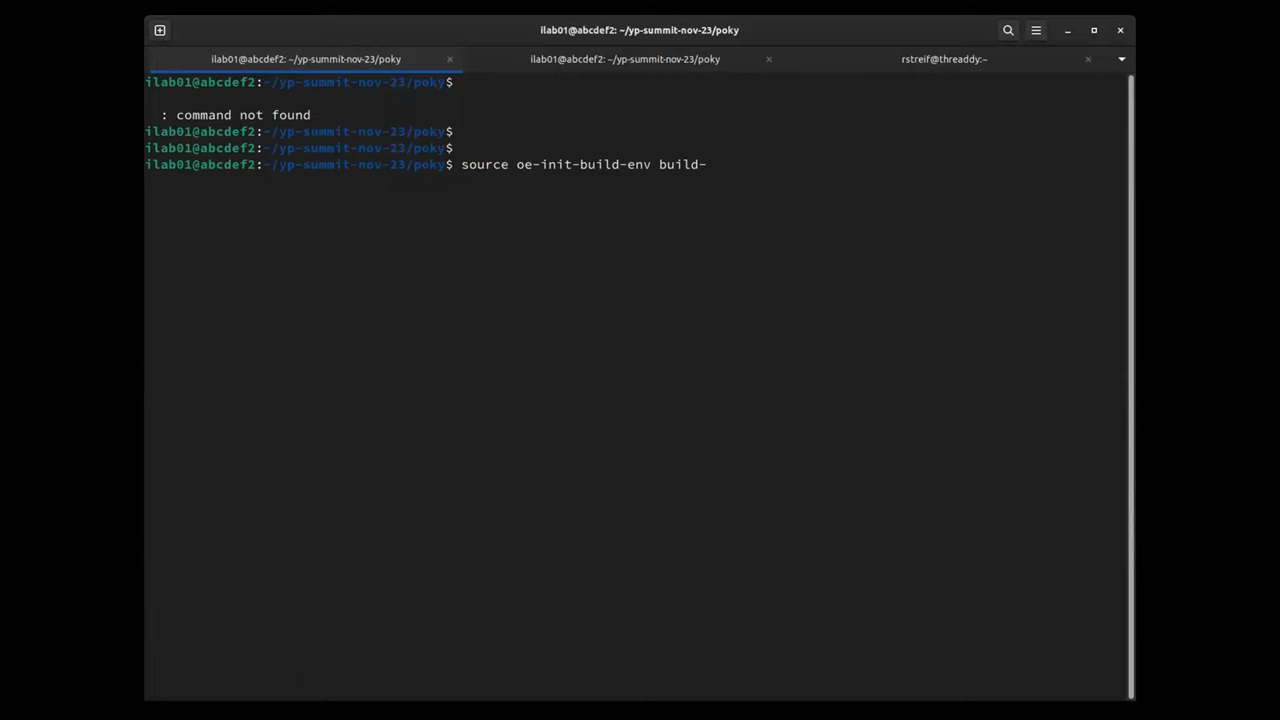 ilab01@abcdef2: ~/yp-summit-nov-23/poky
ilab01@abcdef2: ~/yp-summit-nov-23/poky × ilab01@abcdef2: ~/yp-summit-nov-23/poky × rstreif@threaddy:~ ×
ilab01@abcdef2:~/yp-summit-nov-23/poky$
: command not found
ilab01@abcdef2:~/yp-summit-nov-23/poky$
ilab01@abcdef2:~/yp-summit-nov-23/poky$
ilab01@abcdef2:~/yp-summit-nov-23/poky$ source oe-init-build-env build-